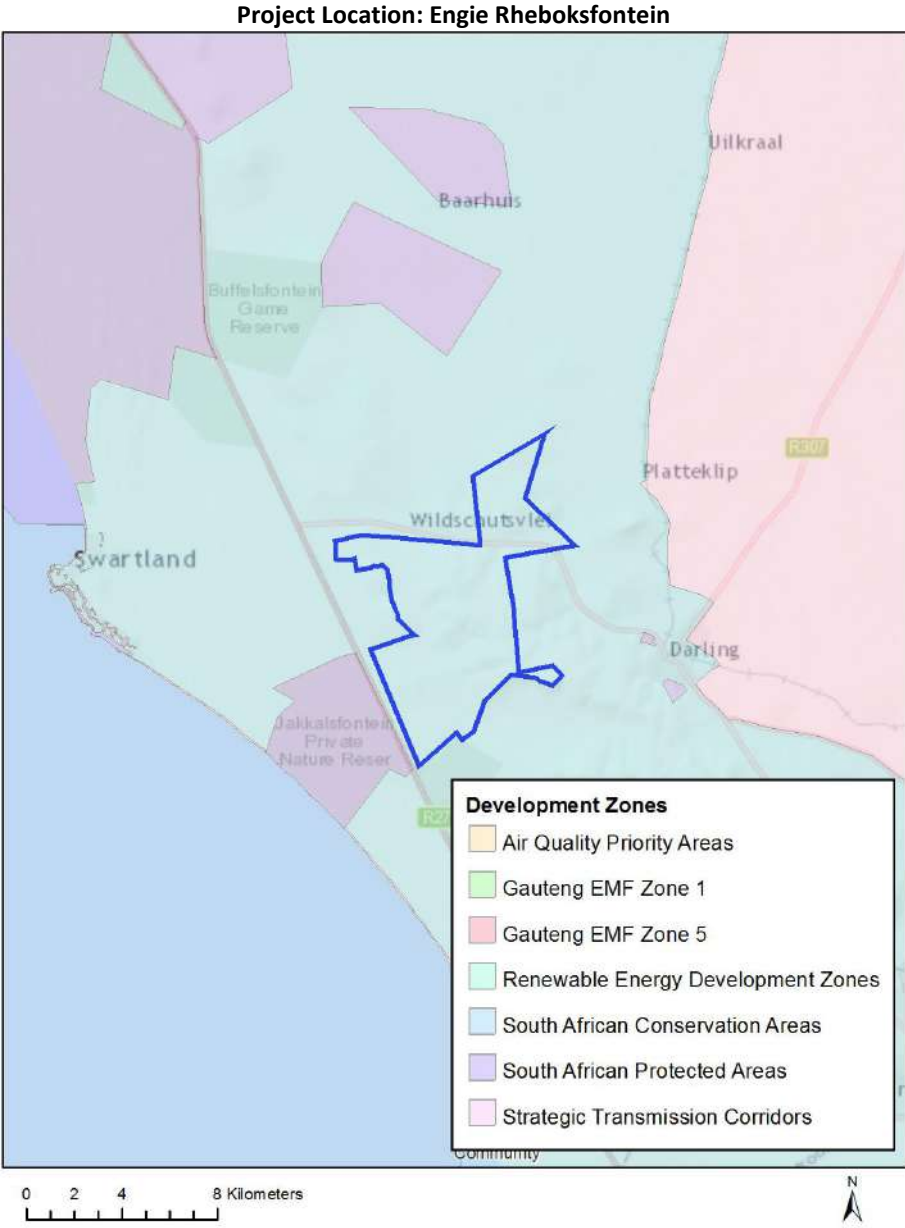 Project Location: Engie Rheboksfontein
Uilkraal
Baarhuis
Buffelsfontein
Game
Reserve
R307
Platteklip
Wildschutsvlei
Swartland
Darling
Jakkalsfontein
Private
Nature Reser
R27
Development Zones
Air Quality Priority Areas
Gauteng EMF Zone 1
Gauteng EMF Zone 5
Renewable Energy Development Zones
South African Conservation Areas
South African Protected Areas
Strategic Transmission Corridors
Community
0 2 4 8 Kilometers
N